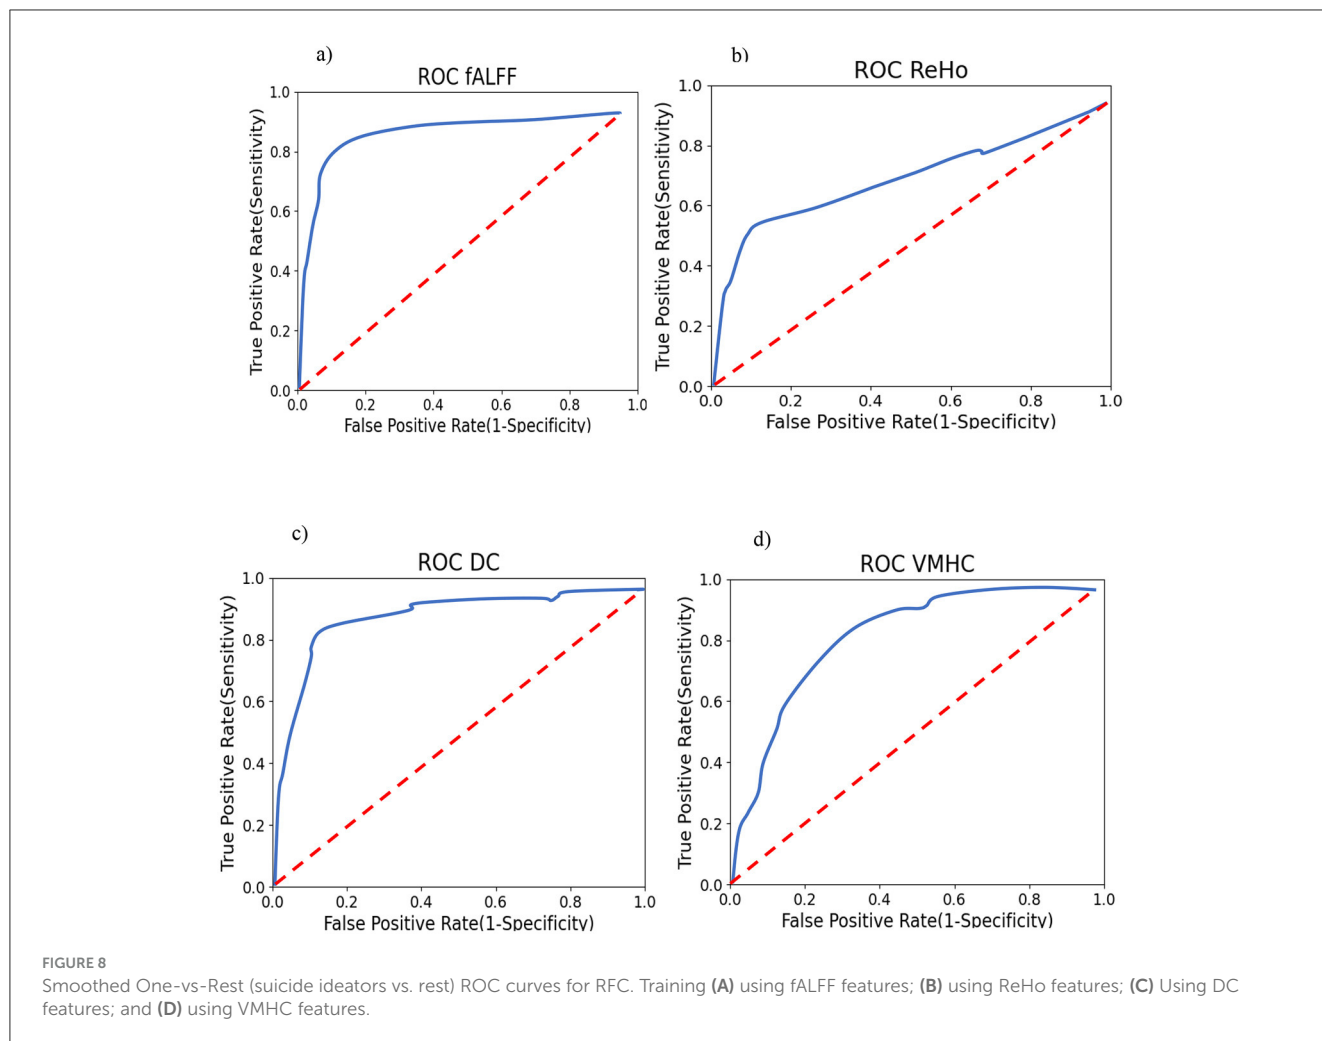 a)
ROC fALFF
True Positive Rate(Sensitivity)
1.0
0.8
0.6
0.4
0.2
0.0
0.0 0.2 0.4 0.6 0.8 1.0
False Positive Rate(1-Specificity)
b)
ROC ReHo
True Positive Rate(Sensitivity)
1.0
0.8
0.6
0.4
0.2
0.0
0.0 0.2 0.4 0.6 0.8 1.0
False Positive Rate(1-Specificity)
c)
ROC DC
True Positive Rate(Sensitivity)
1.0
0.8
0.6
0.4
0.2
0.0
0.0 0.2 0.4 0.6 0.8 1.0
False Positive Rate(1-Specificity)
d)
ROC VMHC
True Positive Rate(Sensitivity)
1.0
0.8
0.6
0.4
0.2
0.0
0.0 0.2 0.4 0.6 0.8 1.0
False Positive Rate(1-Specificity)
FIGURE 8
Smoothed One-vs-Rest (suicide ideators vs. rest) ROC curves for RFC. Training (A) using fALFF features; (B) using ReHo features; (C) Using DC
features; and (D) using VMHC features.